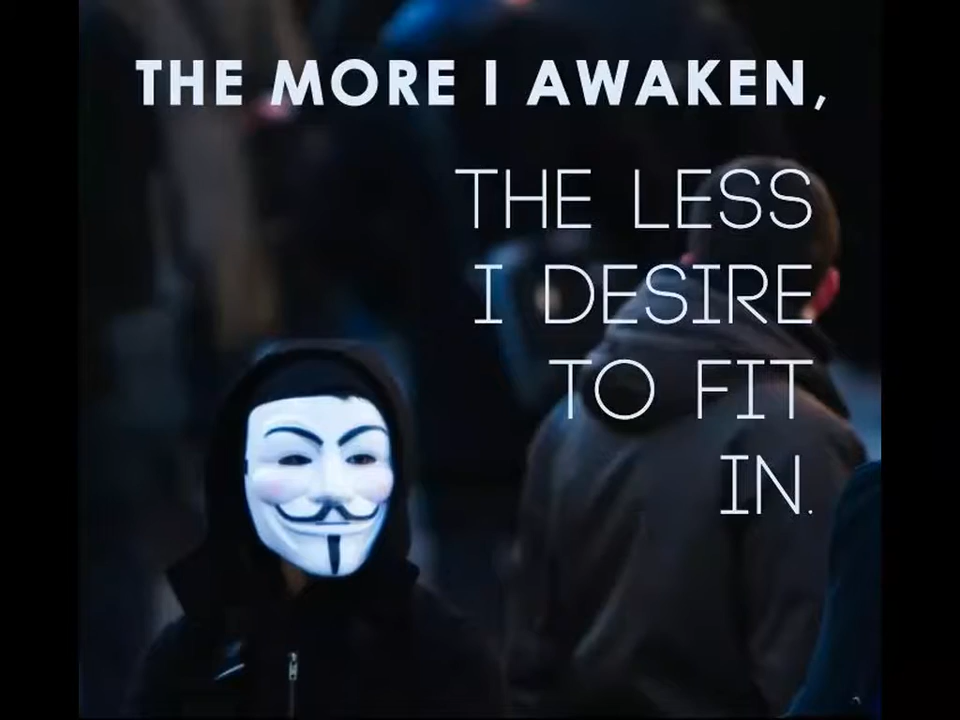 THE MORE I AWAKEN,
THE LESS
I DESIRE
TO FIT
IN.